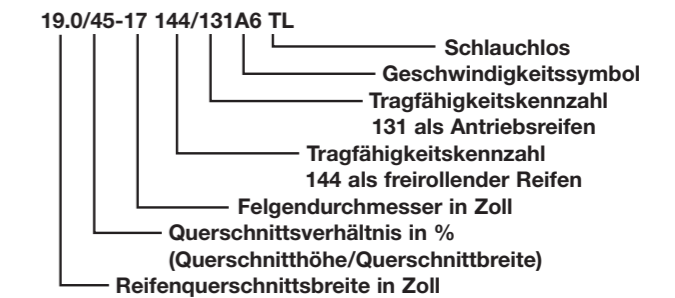 19.0/45-17 144/131A6 TL
Schlauchlos
Geschwindigkeitssymbol
Tragfähigkeitskennzahl
131 als Antriebsreifen
Tragfähigkeitskennzahl
144 als freirollender Reifen
Felgendurchmesser in Zoll
Querschnittsverhältnis in %
(Querschnitthöhe/Querschnittbreite)
Reifenquerschnittsbreite in Zoll